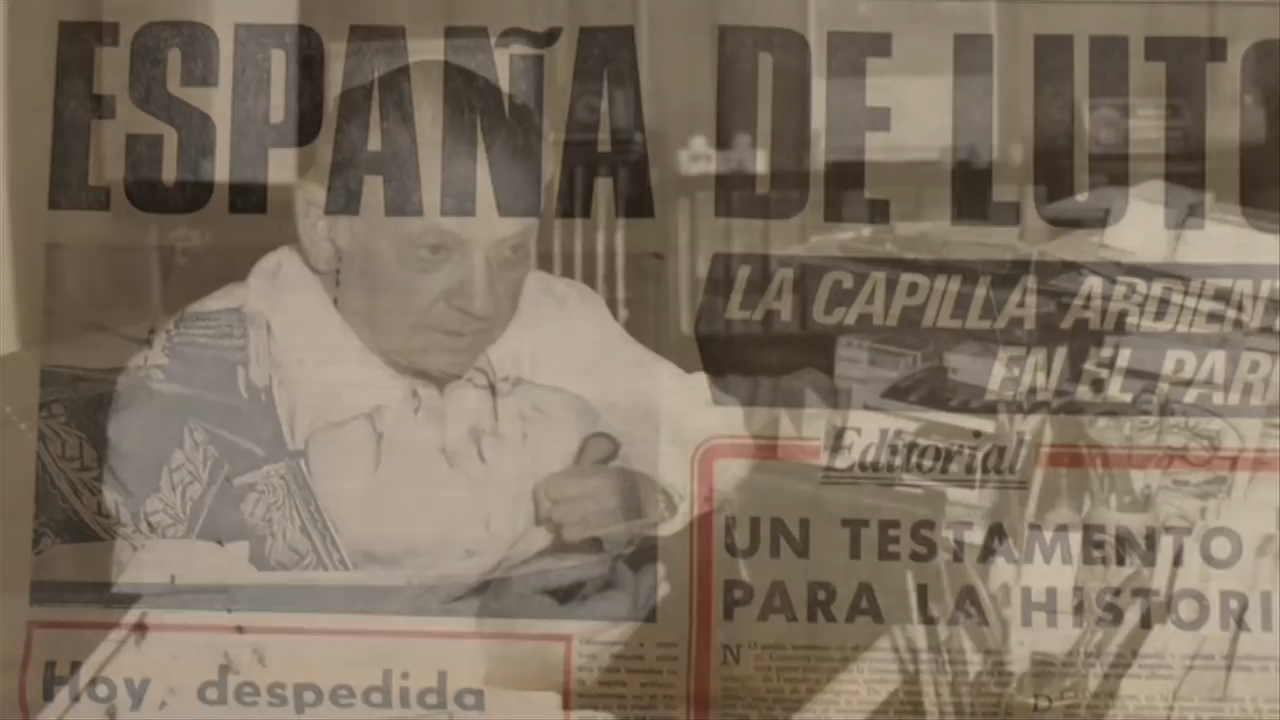 ESPAÑA DE LUTO
LA CAPILLA ARDIEN
EN EL PAR
Editorial
UN TESTAMENTO
PARA LA HISTORI
Hoy despedida